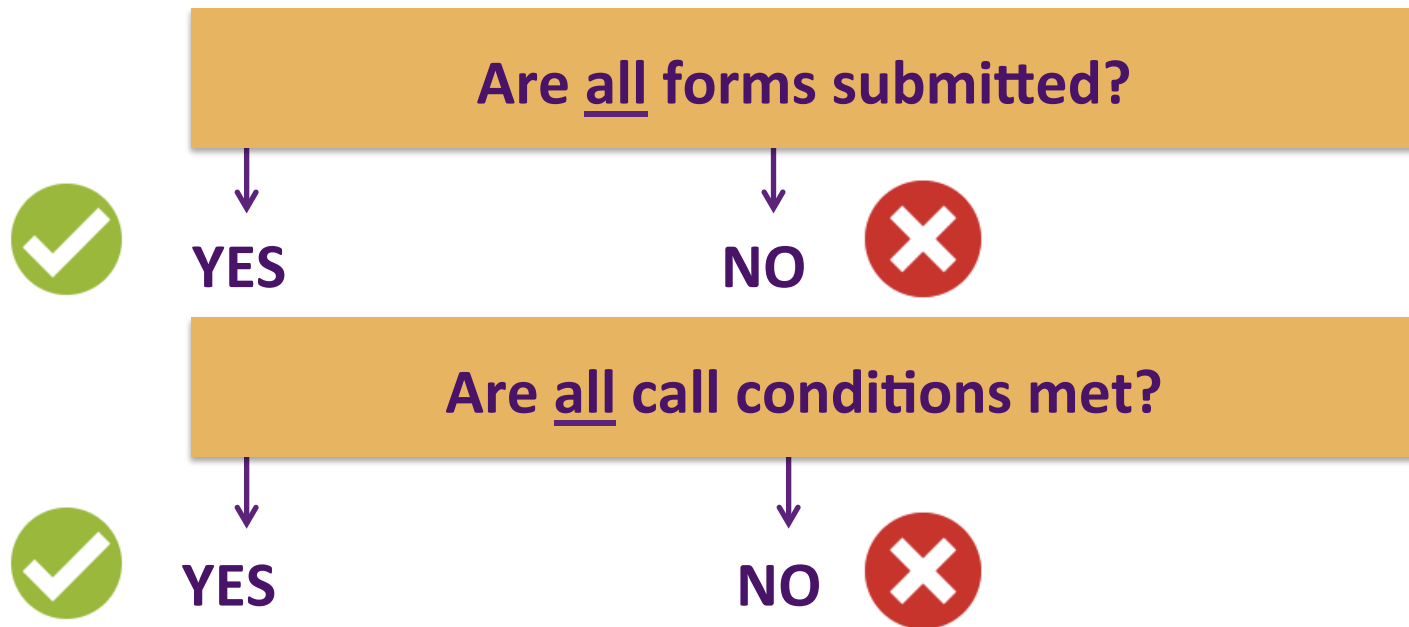 Are all forms submitted?
YES
NO
Are all call conditions met?
YES
NO